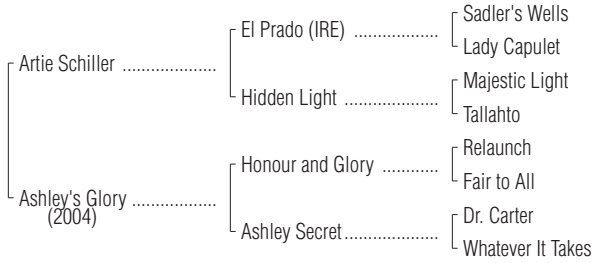 Sadler's Wells
El Prado (IRE) ..................
Lady Capulet
Artie Schiller ....................
Majestic Light
Hidden Light ....................
Tallahto
Relaunch
Honour and Glory ............
Fair to All
Ashley's Glory ..................
(2004)
Dr. Carter
Ashley Secret ....................
Whatever It Takes